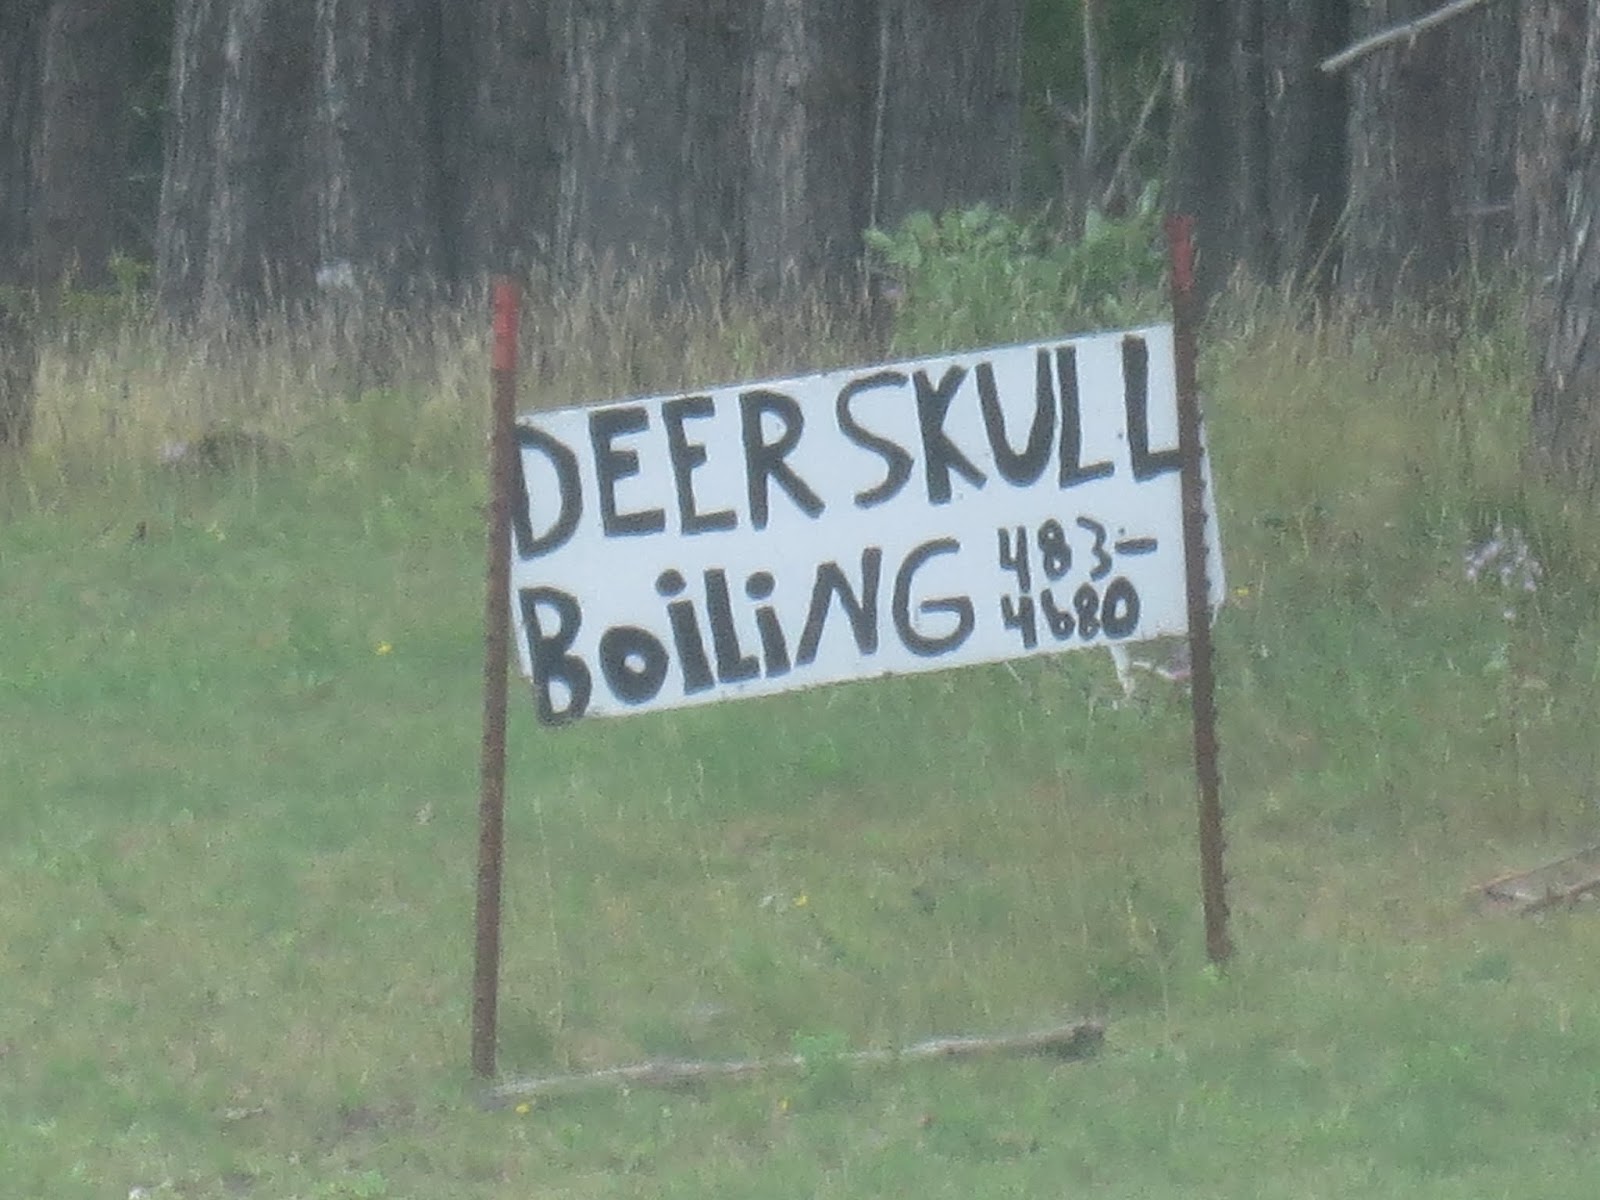 DEER SKULL
BOiLiNG 483-
4680